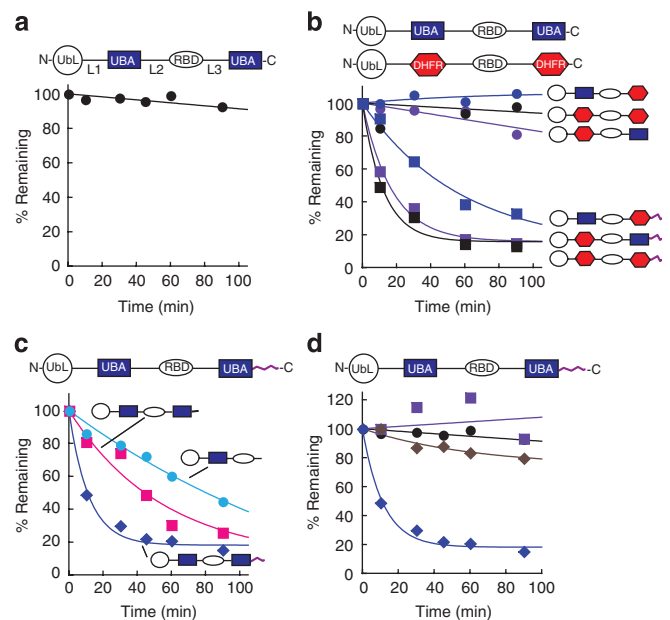 a
N- UbL UBA RBD UBA -C
L1 L2 L3
100
80
60
40
20
0
% Remaining
0 20 40 60 80 100
Time (min)
b
N- UbL UBA RBD UBA -C
N- UbL DHFR RBD DHFR -C
100
80
60
40
20
0
% Remaining
0 20 40 60 80 100
Time (min)
c
N- UbL UBA RBD UBA -C
100
80
60
40
20
0
% Remaining
0 20 40 60 80 100
Time (min)
d
N- UbL UBA RBD UBA -C
120
100
80
60
40
20
0
% Remaining
0 20 40 60 80 100
Time (min)